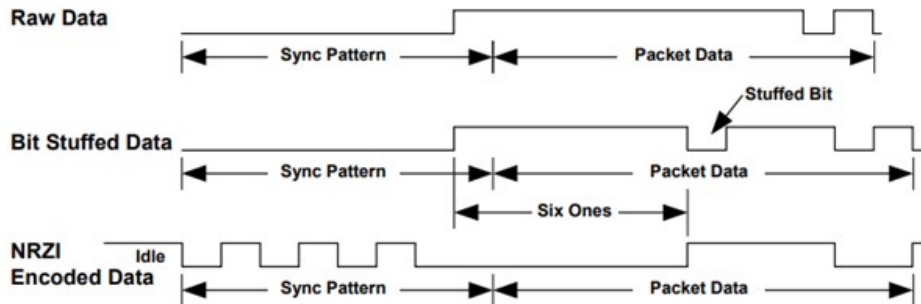 Raw Data
Sync Pattern
Packet Data
Stuffed Bit
Bit Stuffed Data
Sync Pattern
Packet Data
Six Ones
NRZI
Idle
Encoded Data
Sync Pattern
Packet Data